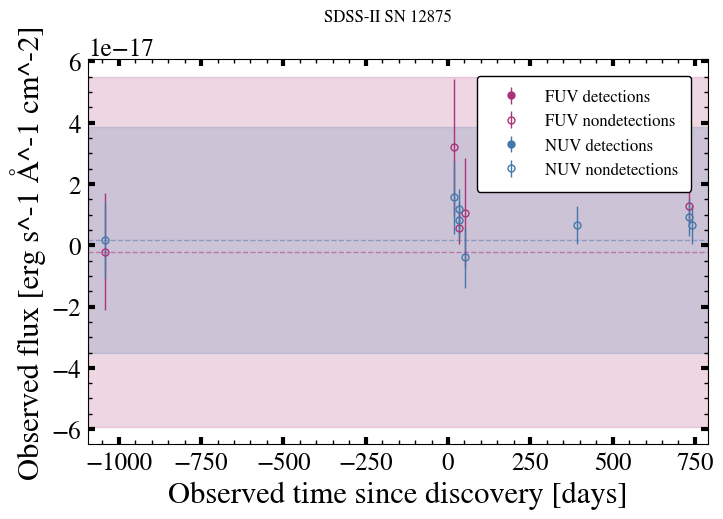 SDSS-II SN 12875
1e−17
Observed flux [erg s^-1 Å^-1 cm^-2]
6
4
2
0
−2
−4
−6
FUV detections
FUV nondetections
NUV detections
NUV nondetections
−1000 −750 −500 −250 0 250 500 750
Observed time since discovery [days]